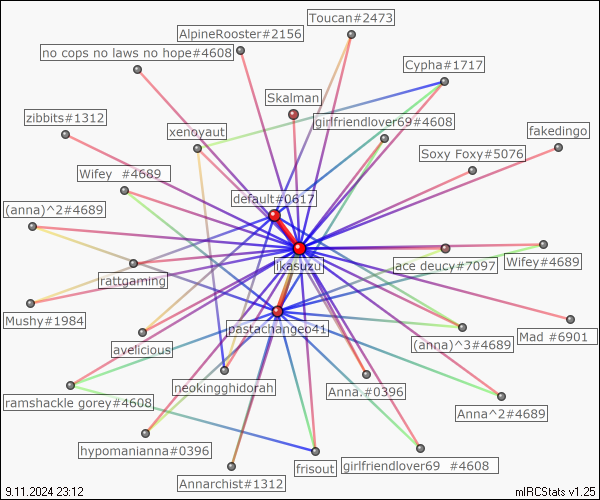 Toucan#2473
AlpineRooster#2156
no cops no laws no hope#4608
Cypha#1717
Skalman
girlfriendlover69#4608
zibbits#1312
xenoyaut
fakedingo
Soxy Foxy#5076
Wifey  #4689
default#0617
(anna)^2#4689
Wifey#4689
ikasuzu
ace deucy#7097
rattgaming
Mushy#1984
pastachangeo41
Mad #6901
(anna)^3#4689
avelicious
neokingghidorah
Anna.#0396
ramshackle gorey#4608
Anna^2#4689
hypomanianna#0396
frisout
girlfriendlover69  #4608
Annarchist#1312
9.11.2024 23:12
mIRCStats v1.25